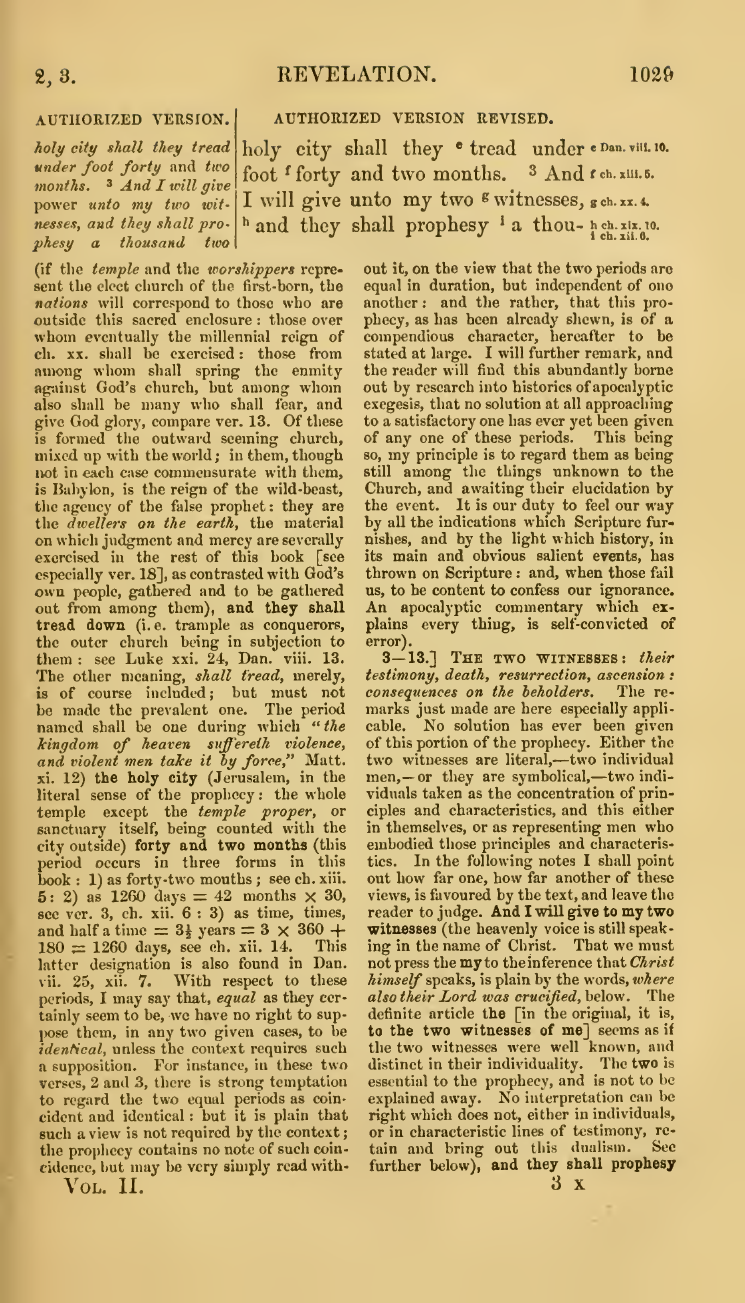 2, 3.
REVELATION.
1029
AUTHORIZED VERSION.
holy city shall they tread
under foot forty and two
months. 3 And I will give
power unto my two wit-
nesses, and they shall pro-
phesy a thousand two
AUTHORIZED VERSION REVISED.
holy city shall they e tread under
foot f forty and two months. 3 And
I will give unto my two g witnesses,
h and they shall prophesy i a thou-
e Dan. viii. 10.
f ch. xiii. 5.
g ch. xx. 4.
h ch. xix. 10.
i ch. xii. 6.
(if the temple and the worshippers repre-
sent the elect church of the first-born, the
nations will correspond to those who are
outside this sacred enclosure : those over
whom eventually the millennial reign of
ch. xx. shall be exercised : those from
among whom shall spring the enmity
against God's church, but among whom
also shall be many who shall fear, and
give God glory, compare ver. 13. Of these
is formed the outward seeming church,
mixed up with the world ; in them, though
not in each case commensurate with them,
is Babylon, is the reign of the wild-beast,
the agency of the false prophet : they are
the dwellers on the earth, the material
on which judgment and mercy are severally
exercised in the rest of this book [see
especially ver. 18], as contrasted with God's
own people, gathered and to be gathered
out from among them), and they shall
tread down (i. e. trample as conquerors,
the outer church being in subjection to
them : see Luke xxi. 24, Dan. viii. 13.
The other meaning, shall tread, merely,
is of course included ; but must not
be made the prevalent one. The period
named shall be one during which "the
kingdom of heaven suffereth violence,
and violent men take it by force," Matt.
xi. 12) the holy city (Jerusalem, in the
literal sense of the prophecy : the whole
temple except the temple proper, or
sanctuary itself, being counted with the
city outside) forty and two months (this
period occurs in three forms in this
book : 1) as forty-two months ; see ch. xiii.
5 : 2) as 1260 days = 42 months × 30,
see ver. 3, ch. xii. 6 : 3) as time, times,
and half a time = 3½ years = 3 × 360 +
180 = 1260 days, see ch. xii. 14. This
latter designation is also found in Dan.
vii. 25, xii. 7. With respect to these
periods, I may say that, equal as they cer-
tainly seem to be, we have no right to sup-
pose them, in any two given cases, to be
identical, unless the context requires such
a supposition. For instance, in these two
verses, 2 and 3, there is strong temptation
to regard the two equal periods as coin-
cident and identical : but it is plain that
such a view is not required by the context ;
the prophecy contains no note of such coin-
cidence, but may be very simply read with-
out it, on the view that the two periods are
equal in duration, but independent of one
another : and the rather, that this pro-
phecy, as has been already shewn, is of a
compendious character, hereafter to be
stated at large. I will further remark, and
the reader will find this abundantly borne
out by research into histories of apocalyptic
exegesis, that no solution at all approaching
to a satisfactory one has ever yet been given
of any one of these periods. This being
so, my principle is to regard them as being
still among the things unknown to the
Church, and awaiting their elucidation by
the event. It is our duty to feel our way
by all the indications which Scripture fur-
nishes, and by the light which history, in
its main and obvious salient events, has
thrown on Scripture : and, when those fail
us, to be content to confess our ignorance.
An apocalyptic commentary which ex-
plains every thing, is self-convicted of
error).
3—13.] THE TWO WITNESSES : their
testimony, death, resurrection, ascension :
consequences on the beholders. The re-
marks just made are here especially appli-
cable. No solution has ever been given
of this portion of the prophecy. Either the
two witnesses are literal,—two individual
men,—or they are symbolical,—two indi-
viduals taken as the concentration of prin-
ciples and characteristics, and this either
in themselves, or as representing men who
embodied those principles and characteris-
tics. In the following notes I shall point
out how far one, how far another of these
views, is favoured by the text, and leave the
reader to judge. And I will give to my two
witnesses (the heavenly voice is still speak-
ing in the name of Christ. That we must
not press the my to the inference that Christ
himself speaks, is plain by the words, where
also their Lord was crucified, below. The
definite article the [in the original, it is,
to the two witnesses of me] seems as if
the two witnesses were well known, and
distinct in their individuality. The two is
essential to the prophecy, and is not to be
explained away. No interpretation can be
right which does not, either in individuals,
or in characteristic lines of testimony, re-
tain and bring out this dualism. See
further below), and they shall prophesy
VOL. II.
3 X